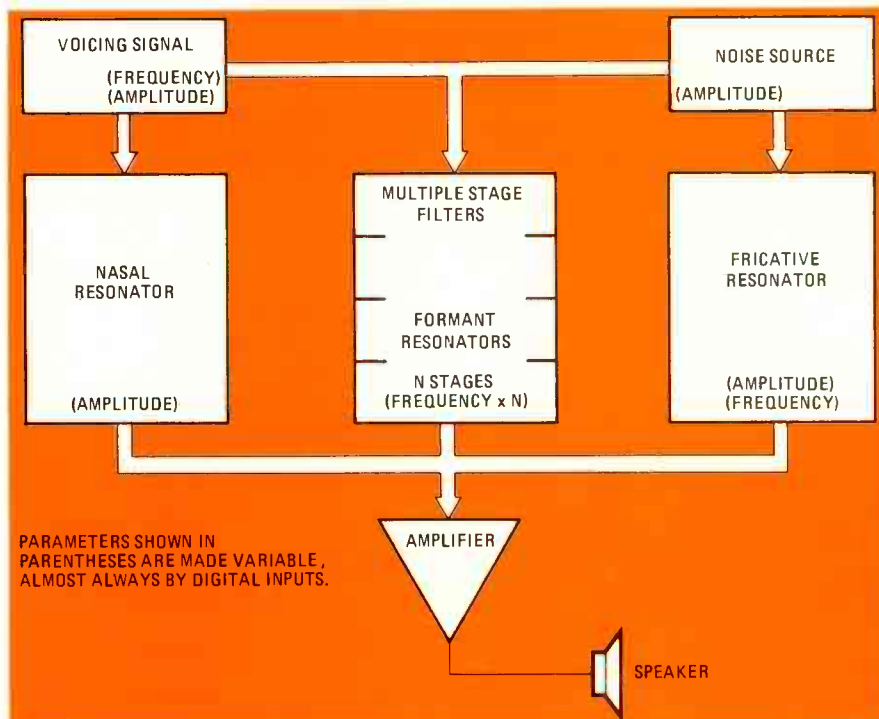 VOICING SIGNAL
(FREQUENCY)
(AMPLITUDE)
NOISE SOURCE
(AMPLITUDE)
NASAL
RESONATOR
(AMPLITUDE)
MULTIPLE STAGE
FILTERS
FORMANT
RESONATORS
N STAGES
(FREQUENCY x N)
FRICATIVE
RESONATOR
(AMPLITUDE)
(FREQUENCY)
PARAMETERS SHOWN IN
PARENTHESES ARE MADE VARIABLE,
ALMOST ALWAYS BY DIGITAL INPUTS.
AMPLIFIER
SPEAKER